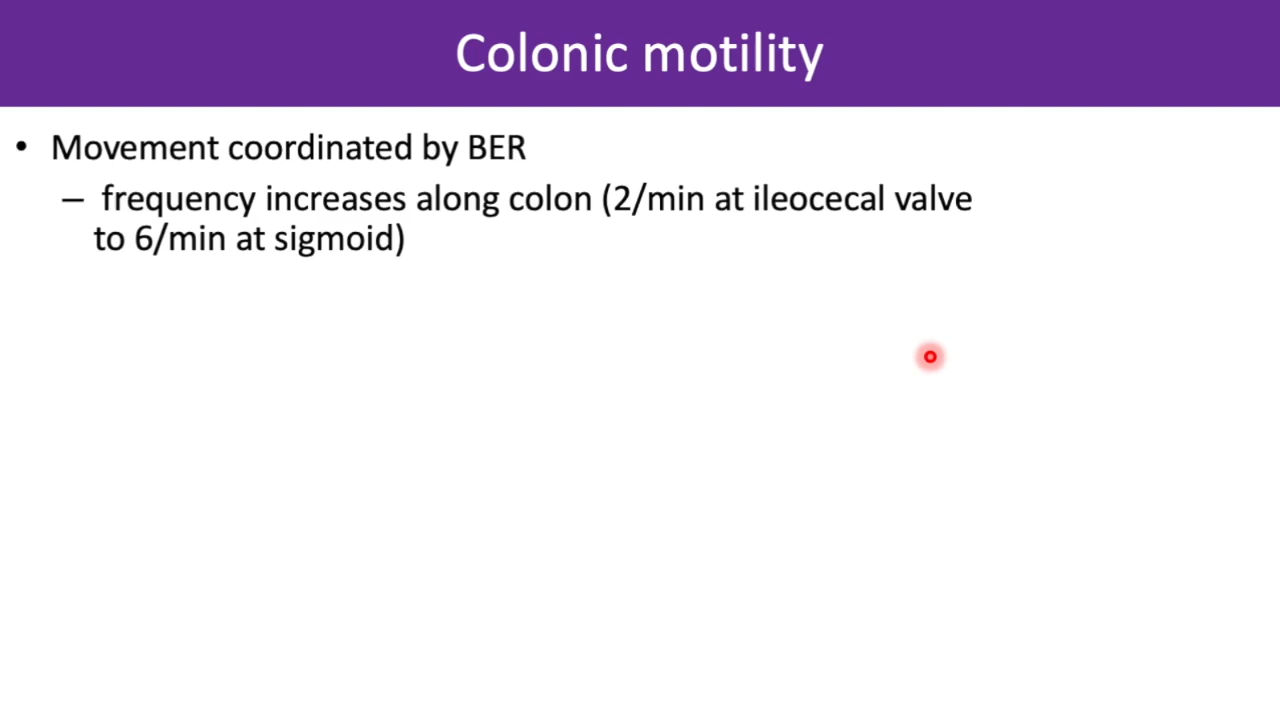 Colonic motility
• Movement coordinated by BER
– frequency increases along colon (2/min at ileocecal valve
to 6/min at sigmoid)